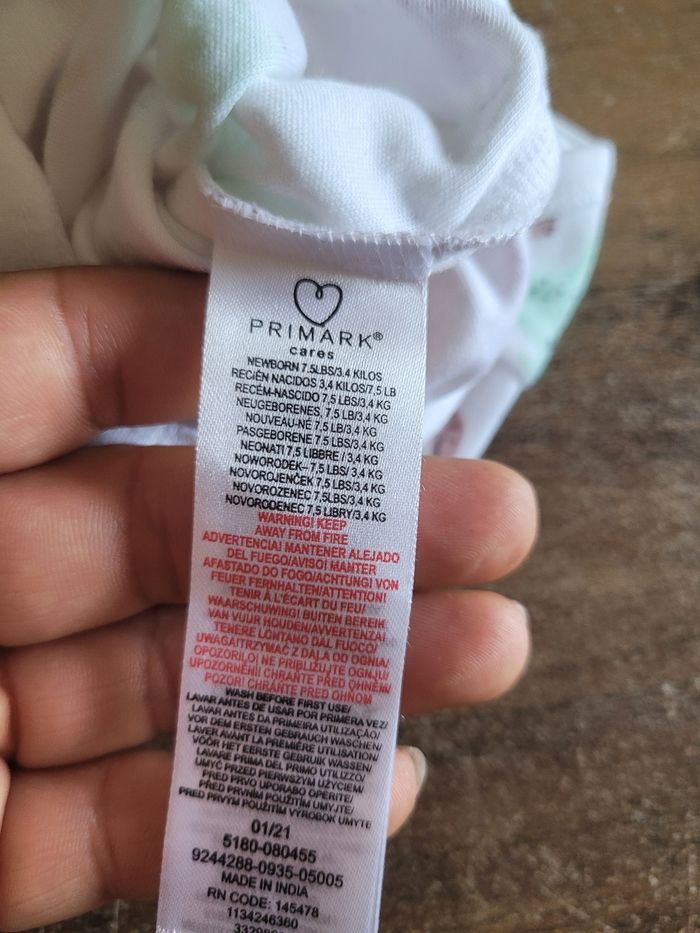 PRIMARK®
cares
NEWBORN 7.5LBS/3.4 KILOS
RECIÉN NACIDOS 3,4 KILOS/7,5 LB
RECÉM-NASCIDO 7,5 LBS/3,4 KG
NEUGEBORENES, 7,5 LB/3,4 KG
NOUVEAU-NÉ 7,5 LB/3,4 KG
PASGEBORENE 7,5 LBS/3,4 KG
NEONATI 7,5 LIBBRE / 3,4 KG
NOWORODEK– 7,5 LBS/ 3,4 KG
NOVOROJENČEK 7,5 LBS/3,4 KG
NOVOROZENEC 7,5LBS/3,4 KG
NOVORODENEC 7,5 LIBRY/3,4 KG
WARNING! KEEP
AWAY FROM FIRE
ADVERTENCIA! MANTENER ALEJADO
DEL FUEGO/AVISO! MANTER
AFASTADO DO FOGO/ACHTUNG! VON
FEUER FERNHALTEN/ATTENTION!
TENIR À L'ÉCART DU FEU/
WAARSCHUWING! BUITEN BEREIK
VAN VUUR HOUDEN/AVVERTENZA!
TENERE LONTANO DAL FUOCO/
UWAGA!TRZYMAĆ Z DALA OD OGNIA/
OPOZORILO! NE PRIBLIŽUJTE OGNJU/
UPOZORNĚNÍ! CHRAŇTE PŘED OHNĚM/
POZOR! CHRÁŇTE PRED OHŇOM
WASH BEFORE FIRST USE/
LAVAR ANTES DE USAR POR PRIMERA VEZ/
LAVAR ANTES DA PRIMEIRA UTILIZAÇÃO/
VOR DEM ERSTEN GEBRAUCH WASCHEN/
LAVER AVANT LA PREMIÈRE UTILISATION/
VÓÓR HET EERSTE GEBRUIK WASSEN/
LAVARE PRIMA DEL PRIMO UTILIZZO/
UMYĆ PRZED PIERWSZYM UŻYCIEM/
PRED PRVO UPORABO OPERITE/
PŘED PRVNÍM POUŽITÍM UMYJTE/
PRED PRVÝM POUŽITÍM VÝROBOK UMYTE
01/21
5180-080455
9244288-0935-05005
MADE IN INDIA
RN CODE: 145478
1134246360